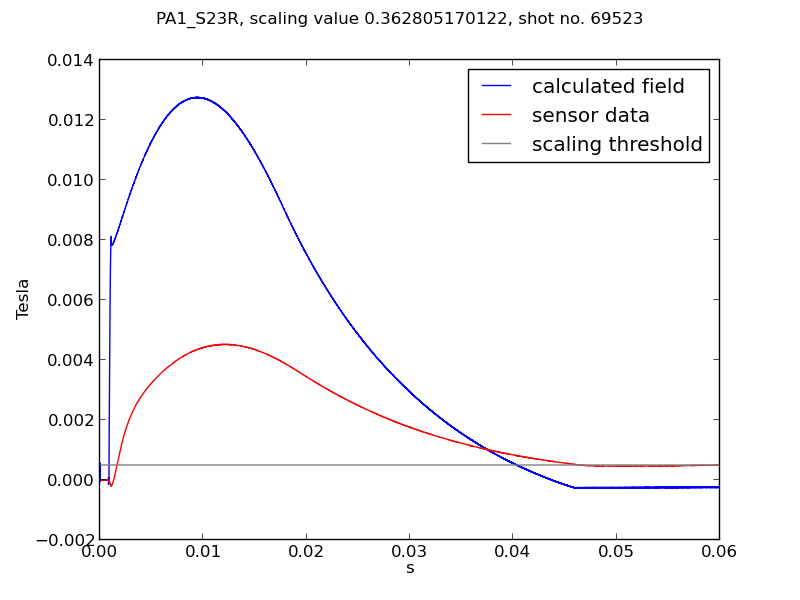 PA1_S23R, scaling value 0.362805170122, shot no. 69523
0.014
0.012
0.010
0.008
0.006
0.004
0.002
0.000
−0.002
Tesla
calculated field
sensor data
scaling threshold
0.00 0.01 0.02 0.03 0.04 0.05 0.06
s